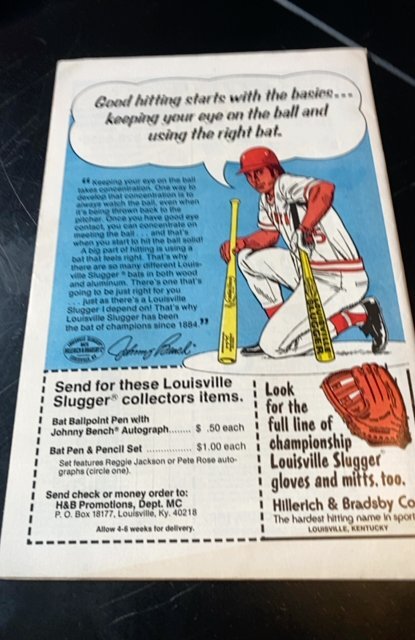 Good hitting starts with the basics...
keeping your eye on the ball and
using the right bat.
“Keeping your eye on the ball
takes concentration. One way to
develop that concentration is to
always watch the ball, even when
it's being thrown back to the
pitcher. Once you have good eye
contact, you can concentrate on
meeting the ball . . . and that's
when you start to hit the ball solid!
A big part of hitting is using a
bat that feels right. That's why
there are so many different Louis-
ville Slugger® bats in both wood
and aluminum. There's one that's
going to be just right for you
. . . just as there's a Louisville
Slugger I depend on! That's why
Louisville Slugger has been
the bat of champions since 1884.”
Johnny Bench
Send for these Louisville
Slugger® collectors items.
Bat Ballpoint Pen with
Johnny Bench® Autograph....... $ .50 each
Bat Pen & Pencil Set ................ $1.00 each
Set features Reggie Jackson or Pete Rose auto-
graphs (circle one).
Send check or money order to:
H&B Promotions, Dept. MC
P. O. Box 18177, Louisville, Ky. 40218
Allow 4-6 weeks for delivery.
Look
for the
full line of
championship
Louisville Slugger®
gloves and mitts, too.
Hillerich & Bradsby Co
The hardest hitting name in sport
LOUISVILLE, KENTUCKY